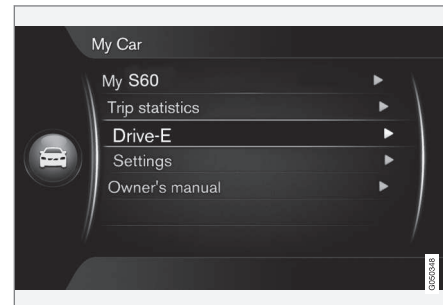 My Car
My S60
Trip statistics
Drive-E
Settings
Owner's manual
G050348